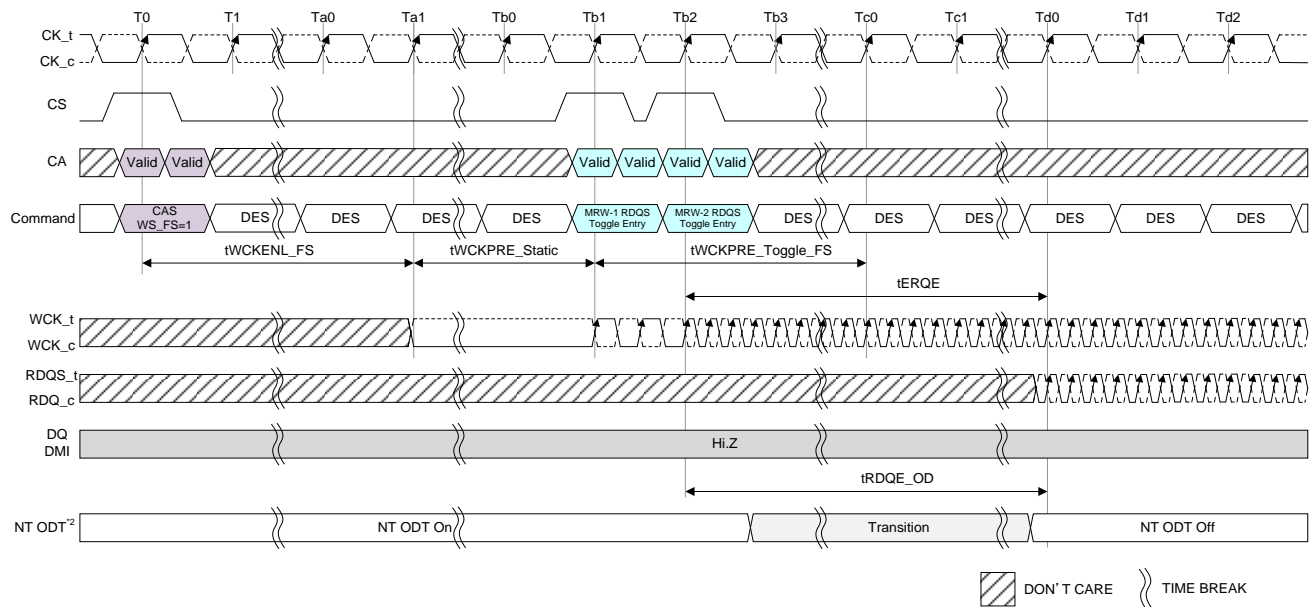 T0 T1 Ta0 Ta1 Tb0 Tb1 Tb2 Tb3 Tc0 Tc1 Td0 Td1 Td2
CK_t
CK_c
CS
CA Valid Valid Valid Valid Valid Valid
Command CAS WS_FS=1 DES DES DES DES MRW-1 RDQS Toggle Entry MRW-2 RDQS Toggle Entry DES DES DES DES DES DES
tWCKENL_FS tWCKPRE_Static tWCKPRE_Toggle_FS
tERQE
WCK_t
WCK_c
RDQS_t
RDQ_c
DQ
DMI
Hi.Z
tRDQE_OD
NT ODT*2 NT ODT On Transition NT ODT Off
DON'T CARE TIME BREAK